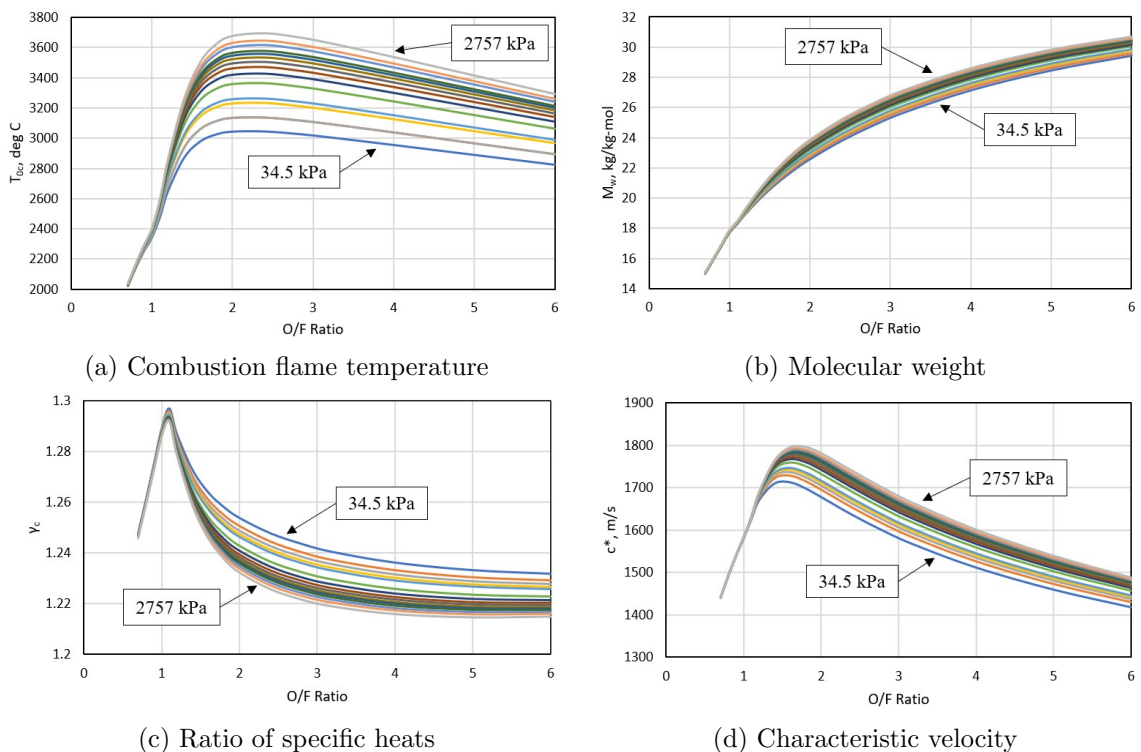 3800
3600
3400
3200
3000
2800
2600
2400
2200
2000
T0c, deg C
0 1 2 3 4 5 6
O/F Ratio
2757 kPa
34.5 kPa
(a) Combustion flame temperature
32
30
28
26
24
22
20
18
16
14
Mw, kg/kg-mol
0 1 2 3 4 5 6
O/F Ratio
2757 kPa
34.5 kPa
(b) Molecular weight
1.3
1.28
1.26
1.24
1.22
1.2
γc
0 1 2 3 4 5 6
O/F Ratio
34.5 kPa
2757 kPa
(c) Ratio of specific heats
1900
1800
1700
1600
1500
1400
1300
c*, m/s
0 1 2 3 4 5 6
O/F Ratio
2757 kPa
34.5 kPa
(d) Characteristic velocity